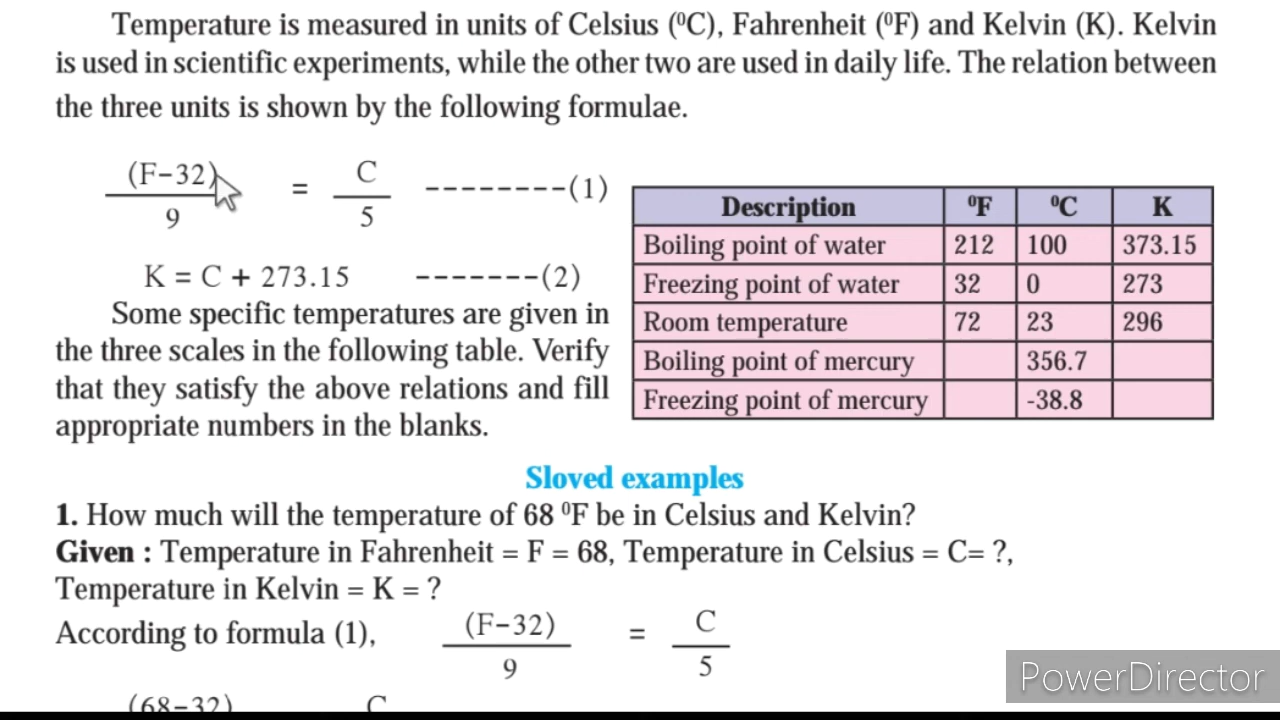 Temperature is measured in units of Celsius (⁰C), Fahrenheit (⁰F) and Kelvin (K). Kelvin
is used in scientific experiments, while the other two are used in daily life. The relation between
the three units is shown by the following formulae.
(F-32)/9 = C/5 --------(1)
K = C + 273.15 -------(2)
Some specific temperatures are given in
the three scales in the following table. Verify
that they satisfy the above relations and fill
appropriate numbers in the blanks.
Description ⁰F ⁰C K
Boiling point of water 212 100 373.15
Freezing point of water 32 0 273
Room temperature 72 23 296
Boiling point of mercury 356.7
Freezing point of mercury -38.8
Sloved examples
1. How much will the temperature of 68 ⁰F be in Celsius and Kelvin?
Given : Temperature in Fahrenheit = F = 68, Temperature in Celsius = C= ?,
Temperature in Kelvin = K = ?
According to formula (1), (F-32)/9 = C/5
(68-32) C
PowerDirector